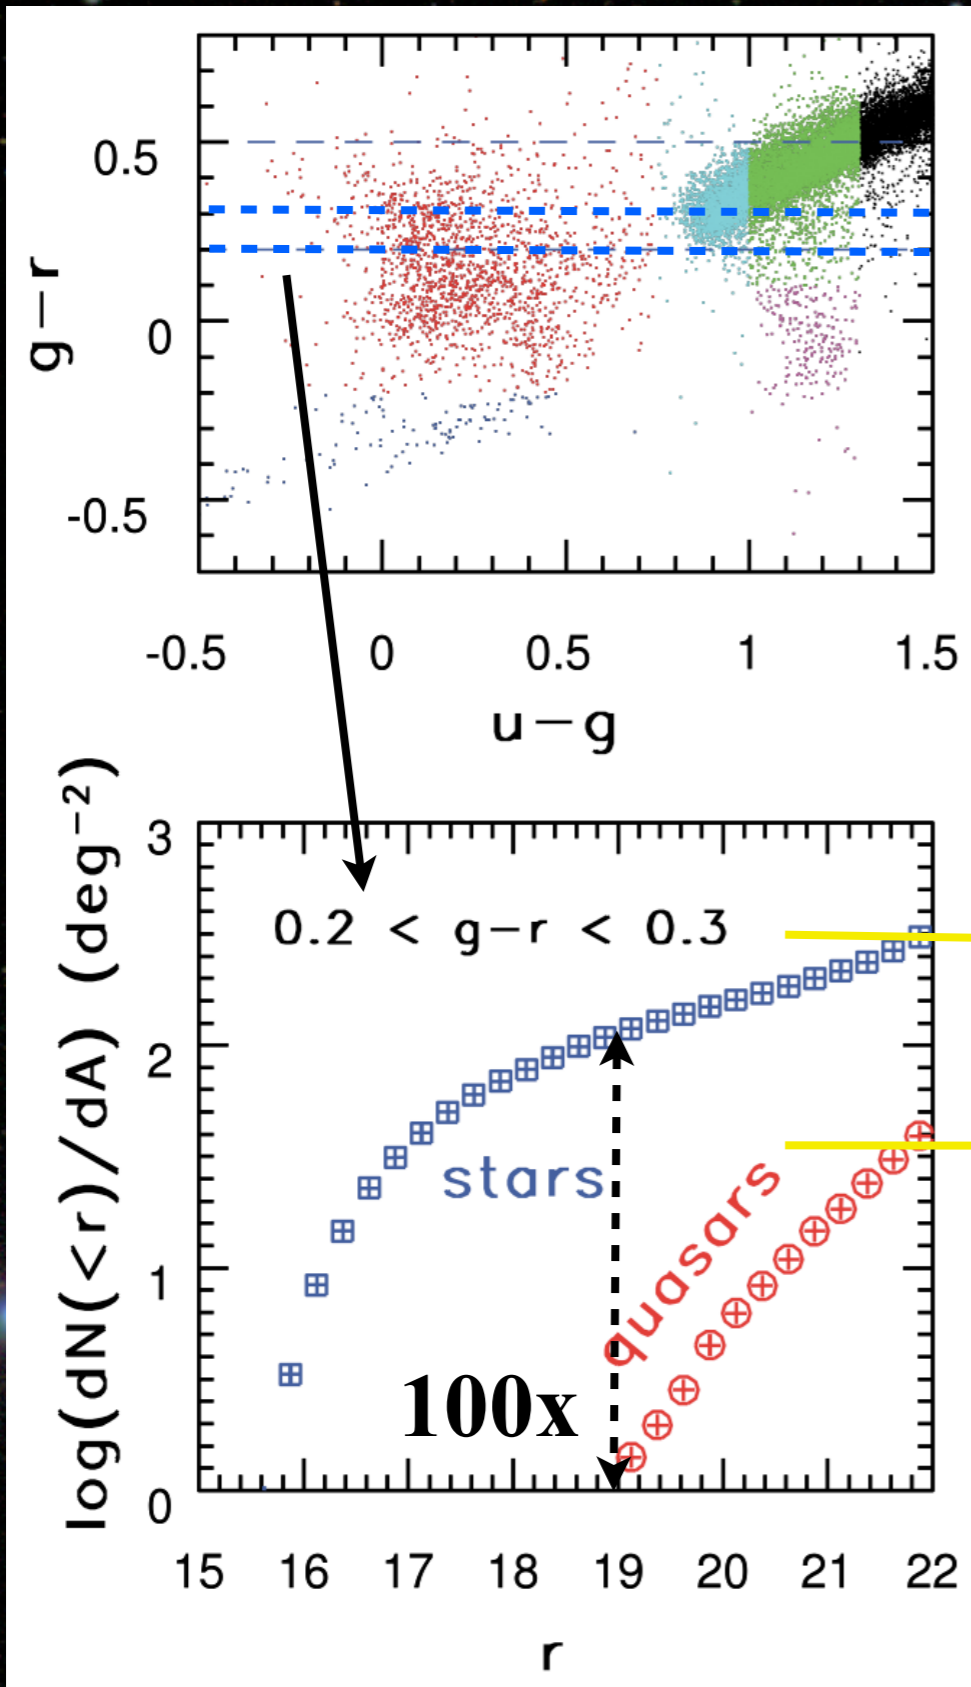 0.5
0
-0.5
g-r
-0.5 0 0.5 1 1.5
u-g
3
2
1
0
log(dN(<r)/dA) (deg⁻²)
0.2 < g-r < 0.3
stars
quasars
100x
15 16 17 18 19 20 21 22
r